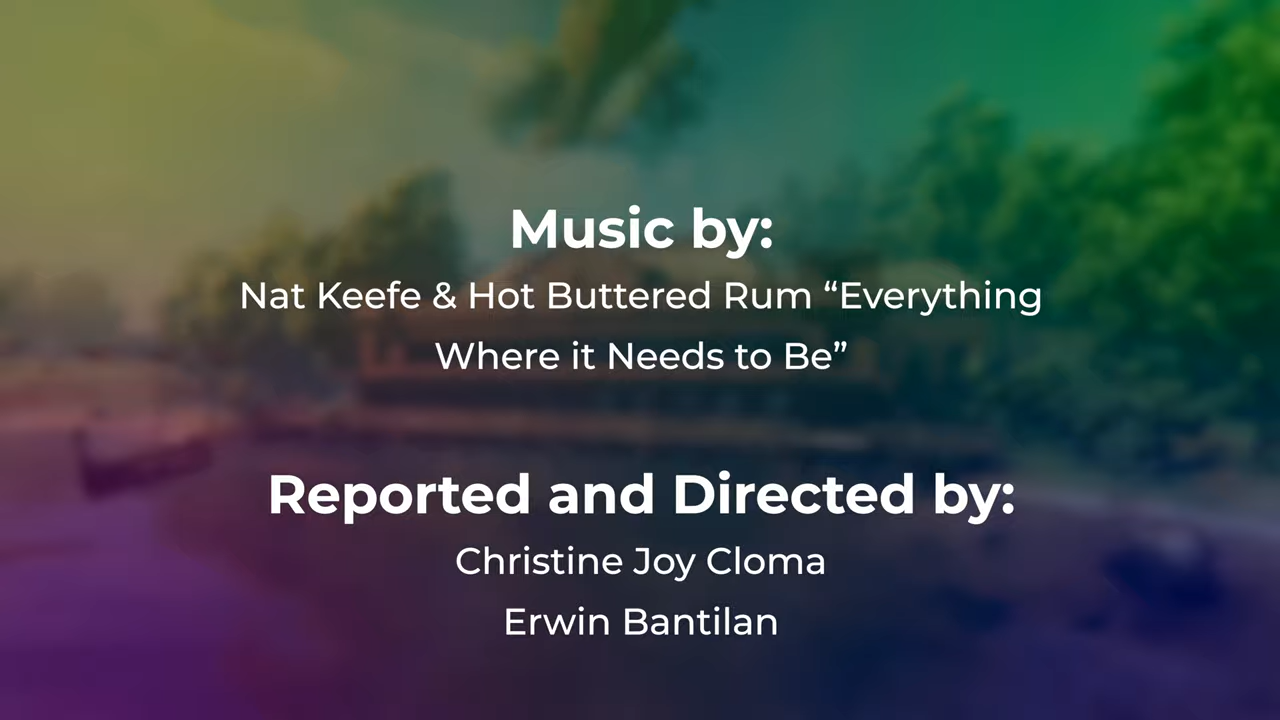 Music by:
Nat Keefe & Hot Buttered Rum “Everything
Where it Needs to Be”
Reported and Directed by:
Christine Joy Cloma
Erwin Bantilan